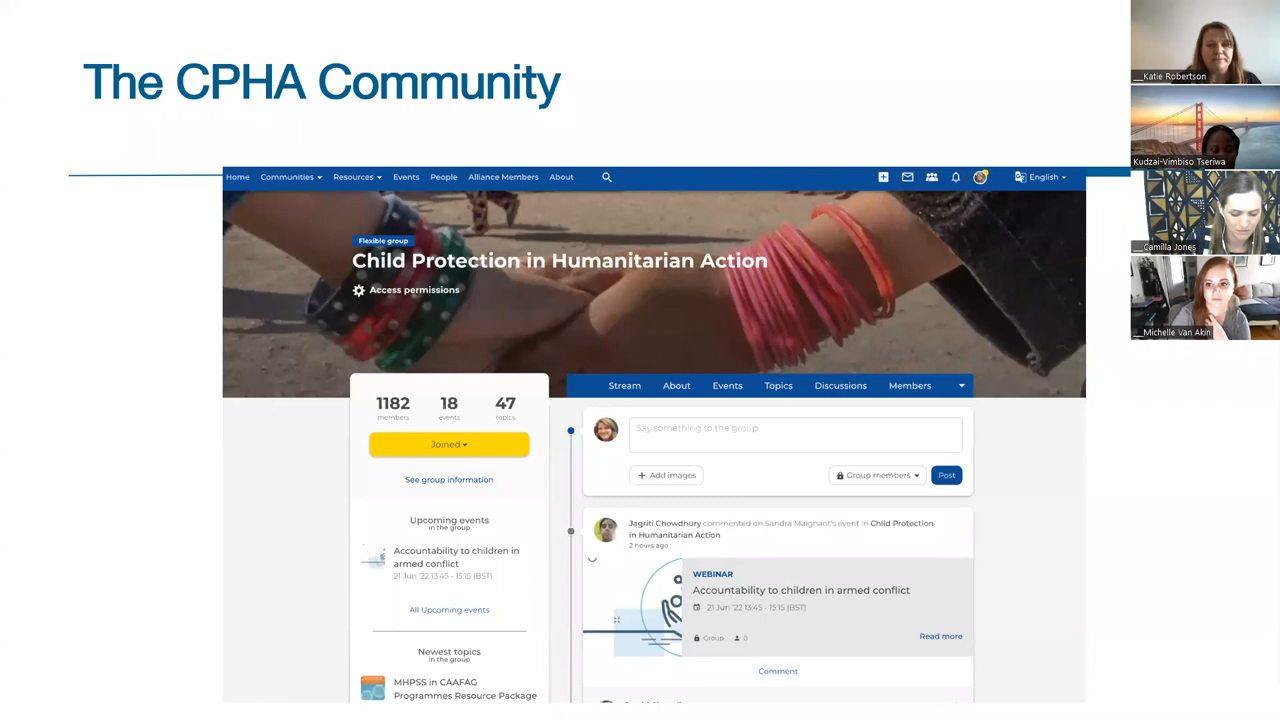 The CPHA Community
Home Communities Resources Events People Alliance Members About English
Flexible group
Child Protection in Humanitarian Action
Access permissions
1182 18 47
members events topics
Joined
See group information
Upcoming events
in the group
Accountability to children in
armed conflict
21 Jun '22 13:45 - 15:15 (BST)
All Upcoming events
Newest topics
in the group
MHPSS in CAAFAG
Programmes Resource Package
Stream About Events Topics Discussions Members
Say something to the group
+ Add images Group members Post
Jagriti Chowdhury commented on Sandra Maignant's event in Child Protection
in Humanitarian Action
2 hours ago
WEBINAR
Accountability to children in armed conflict
21 Jun '22 13:45 - 15:15 (BST)
Group 0
Read more
Comment
__Katie Robertson
Kudzai-Vimbiso Tseriwa
__Camilla Jones
__Michelle Van Akin